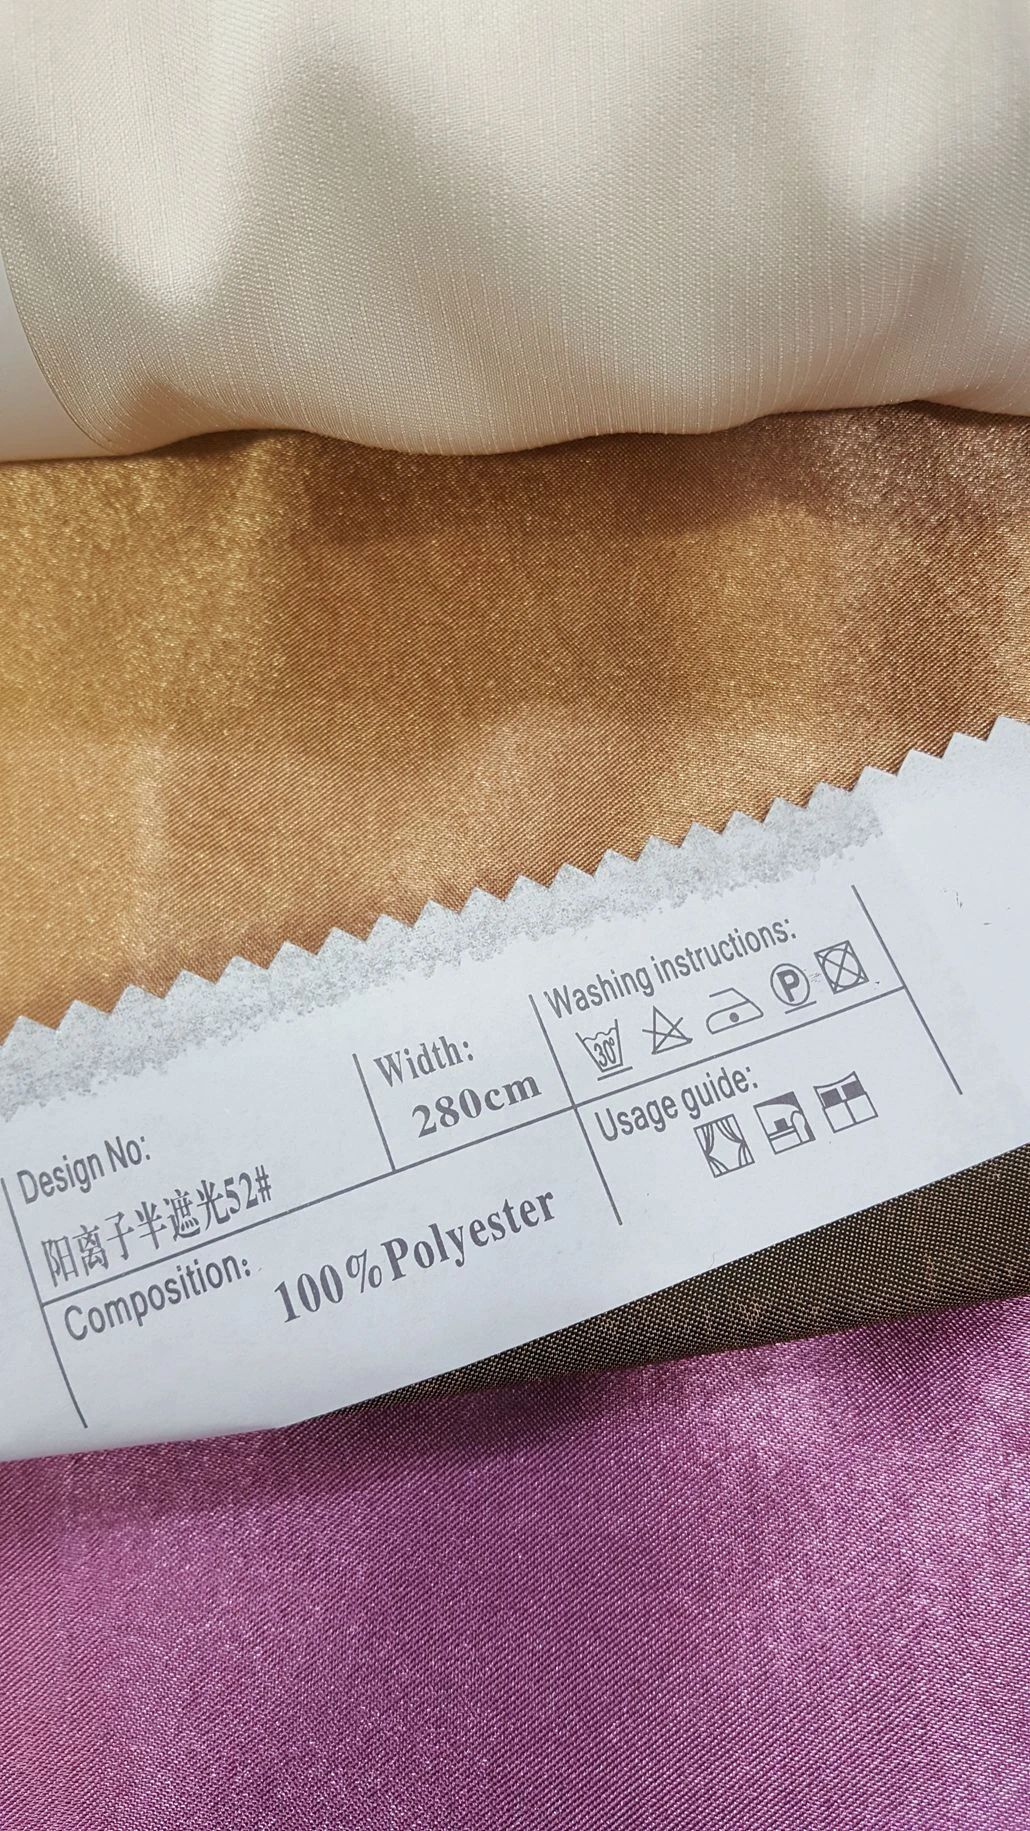 Design No:
阳离子半遮光52#
Width:
280cm
Washing instructions:
30°
P
Composition:
100%Polyester
Usage guide: